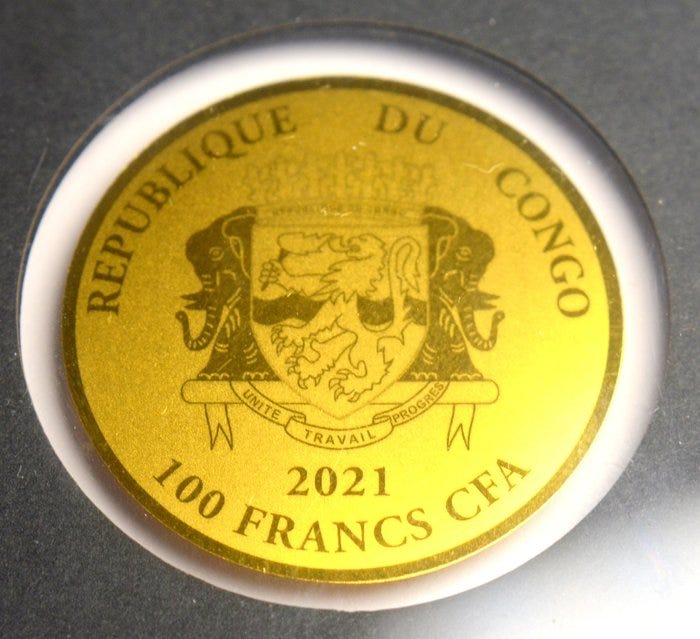 REPUBLIQUE DU CONGO
UNITE TRAVAIL PROGRES
2021
100 FRANCS CFA